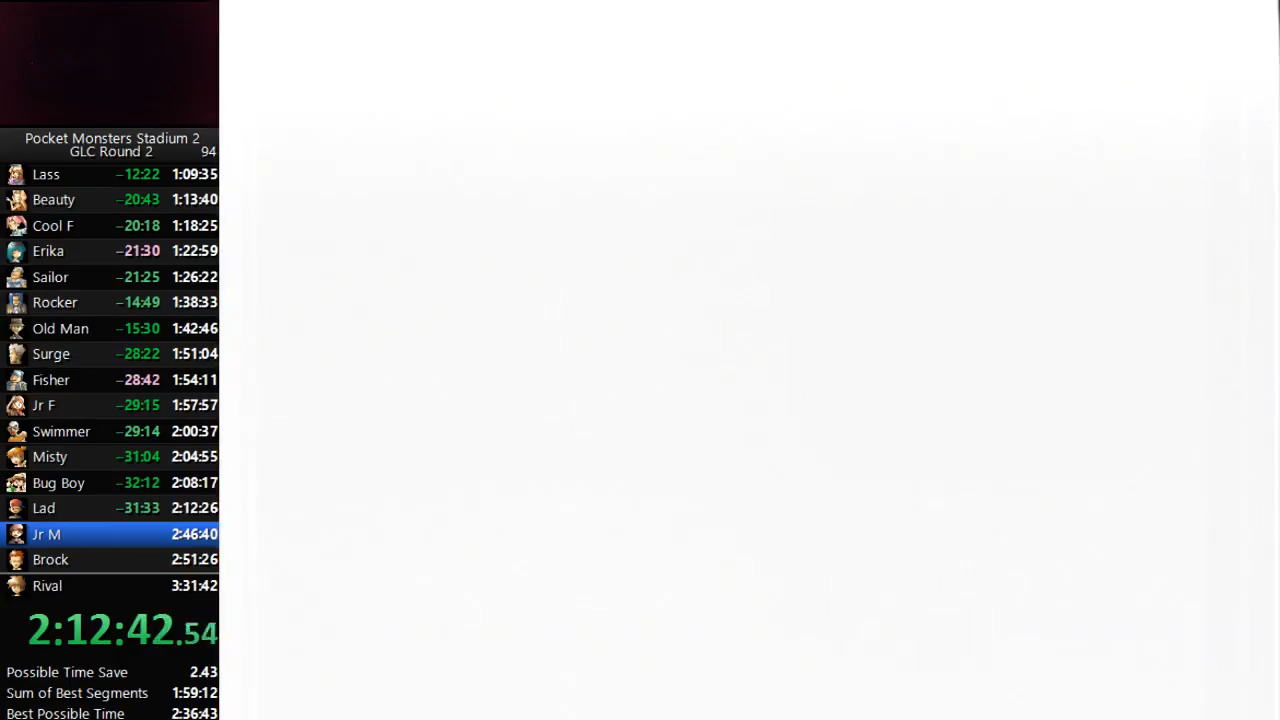 Pocket Monsters Stadium 2
GLC Round 2 94
Lass −12:22 1:09:35
Beauty −20:43 1:13:40
Cool F −20:18 1:18:25
Erika −21:30 1:22:59
Sailor −21:25 1:26:22
Rocker −14:49 1:38:33
Old Man −15:30 1:42:46
Surge −28:22 1:51:04
Fisher −28:42 1:54:11
Jr F −29:15 1:57:57
Swimmer −29:14 2:00:37
Misty −31:04 2:04:55
Bug Boy −32:12 2:08:17
Lad −31:33 2:12:26
Jr M 2:46:40
Brock 2:51:26
Rival 3:31:42
2:12:42.54
Possible Time Save 2.43
Sum of Best Segments 1:59:12
Best Possible Time 2:36:43